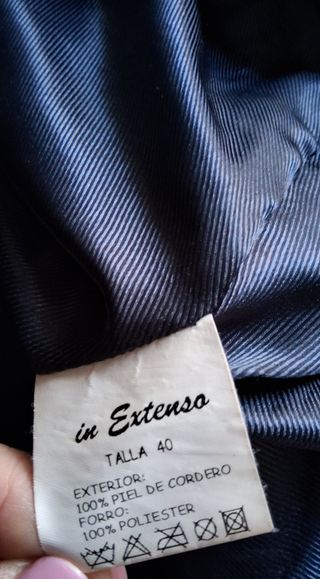 in Extenso
TALLA 40
EXTERIOR:
100% PIEL DE CORDERO
FORRO:
100% POLIESTER